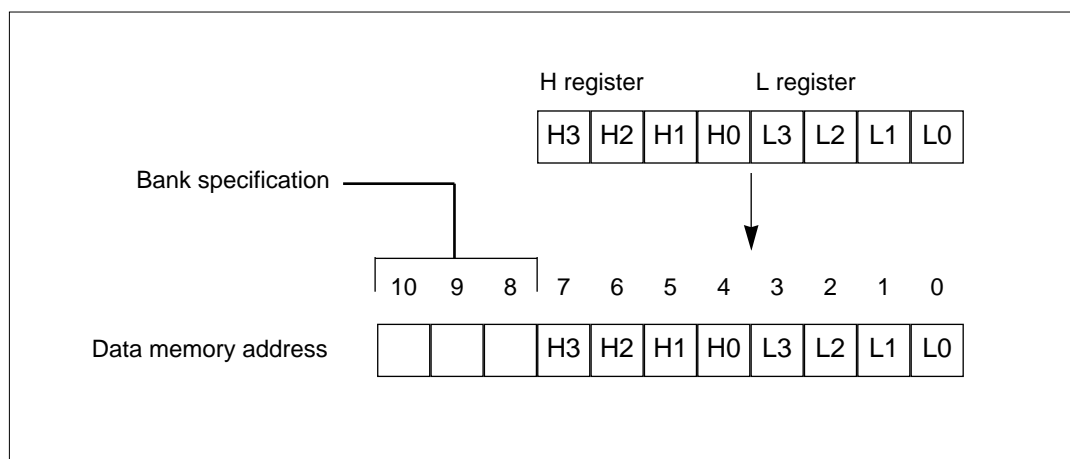 H register L register
H3 H2 H1 H0 L3 L2 L1 L0
Bank specification
10 9 8 7 6 5 4 3 2 1 0
Data memory address H3 H2 H1 H0 L3 L2 L1 L0